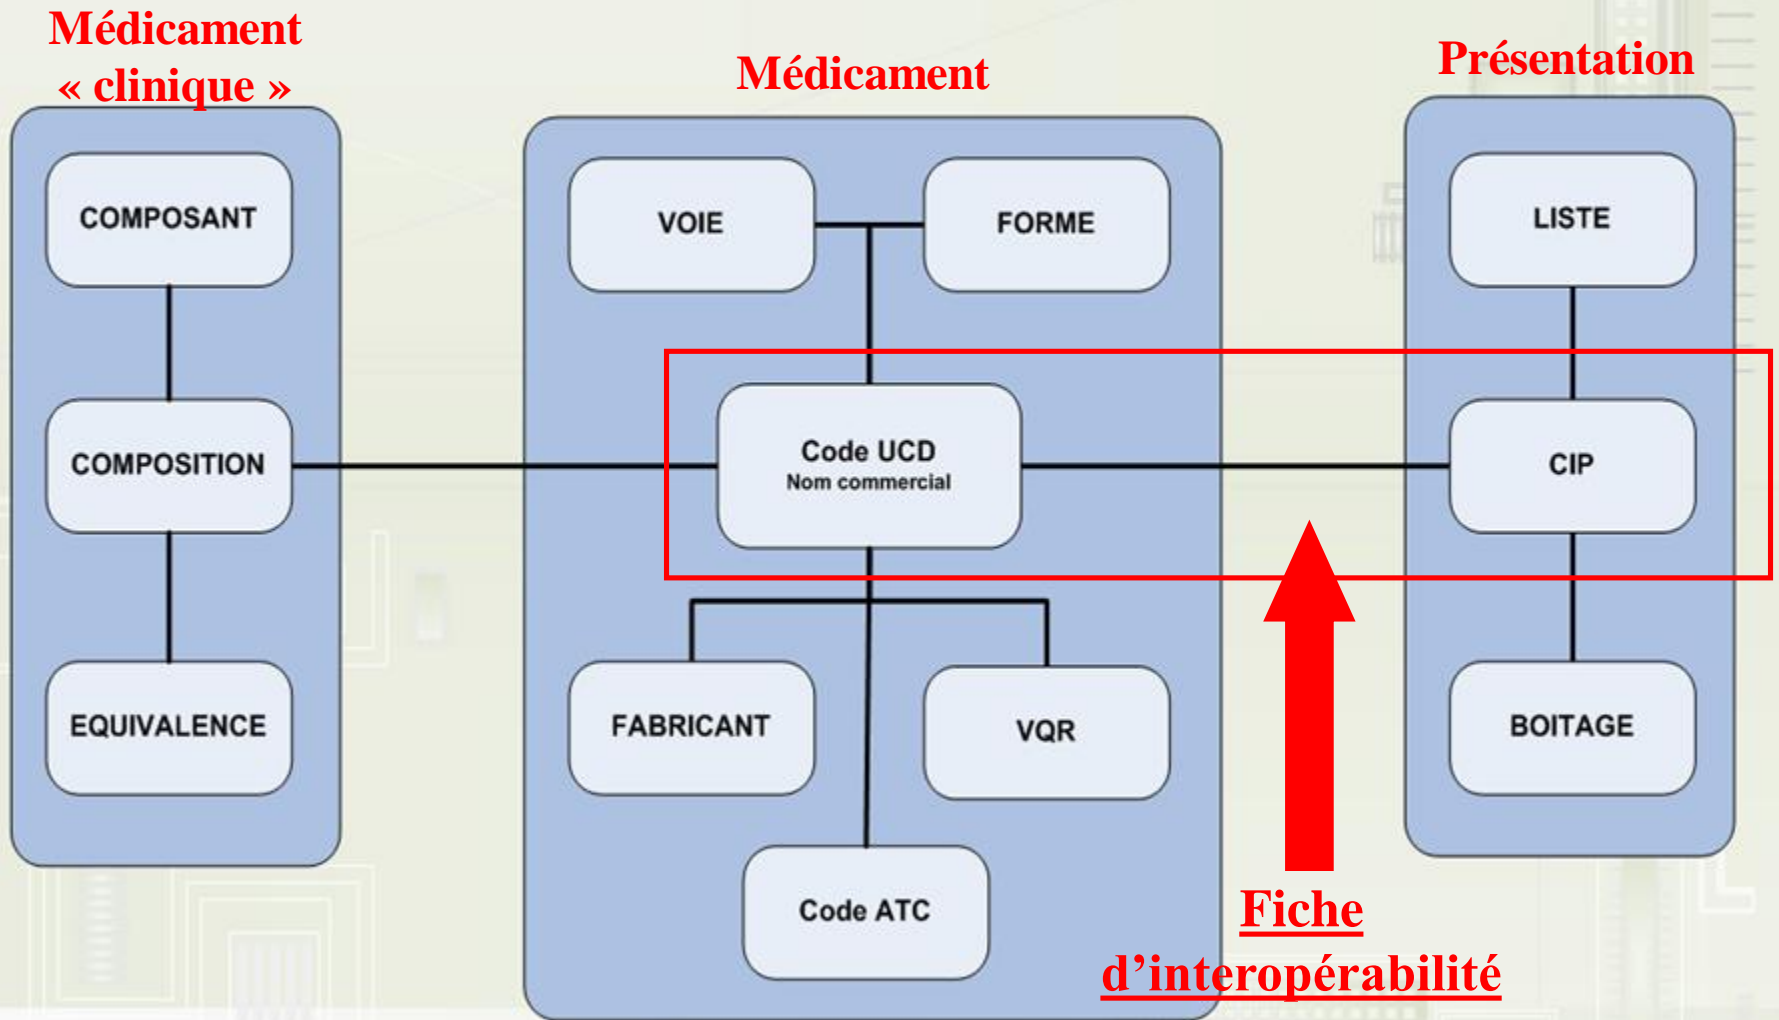 Médicament
« clinique »
Médicament
Présentation
COMPOSANT
COMPOSITION
EQUIVALENCE
VOIE
FORME
Code UCD
Nom commercial
FABRICANT
VQR
Code ATC
LISTE
CIP
BOITAGE
Fiche
d’interopérabilité